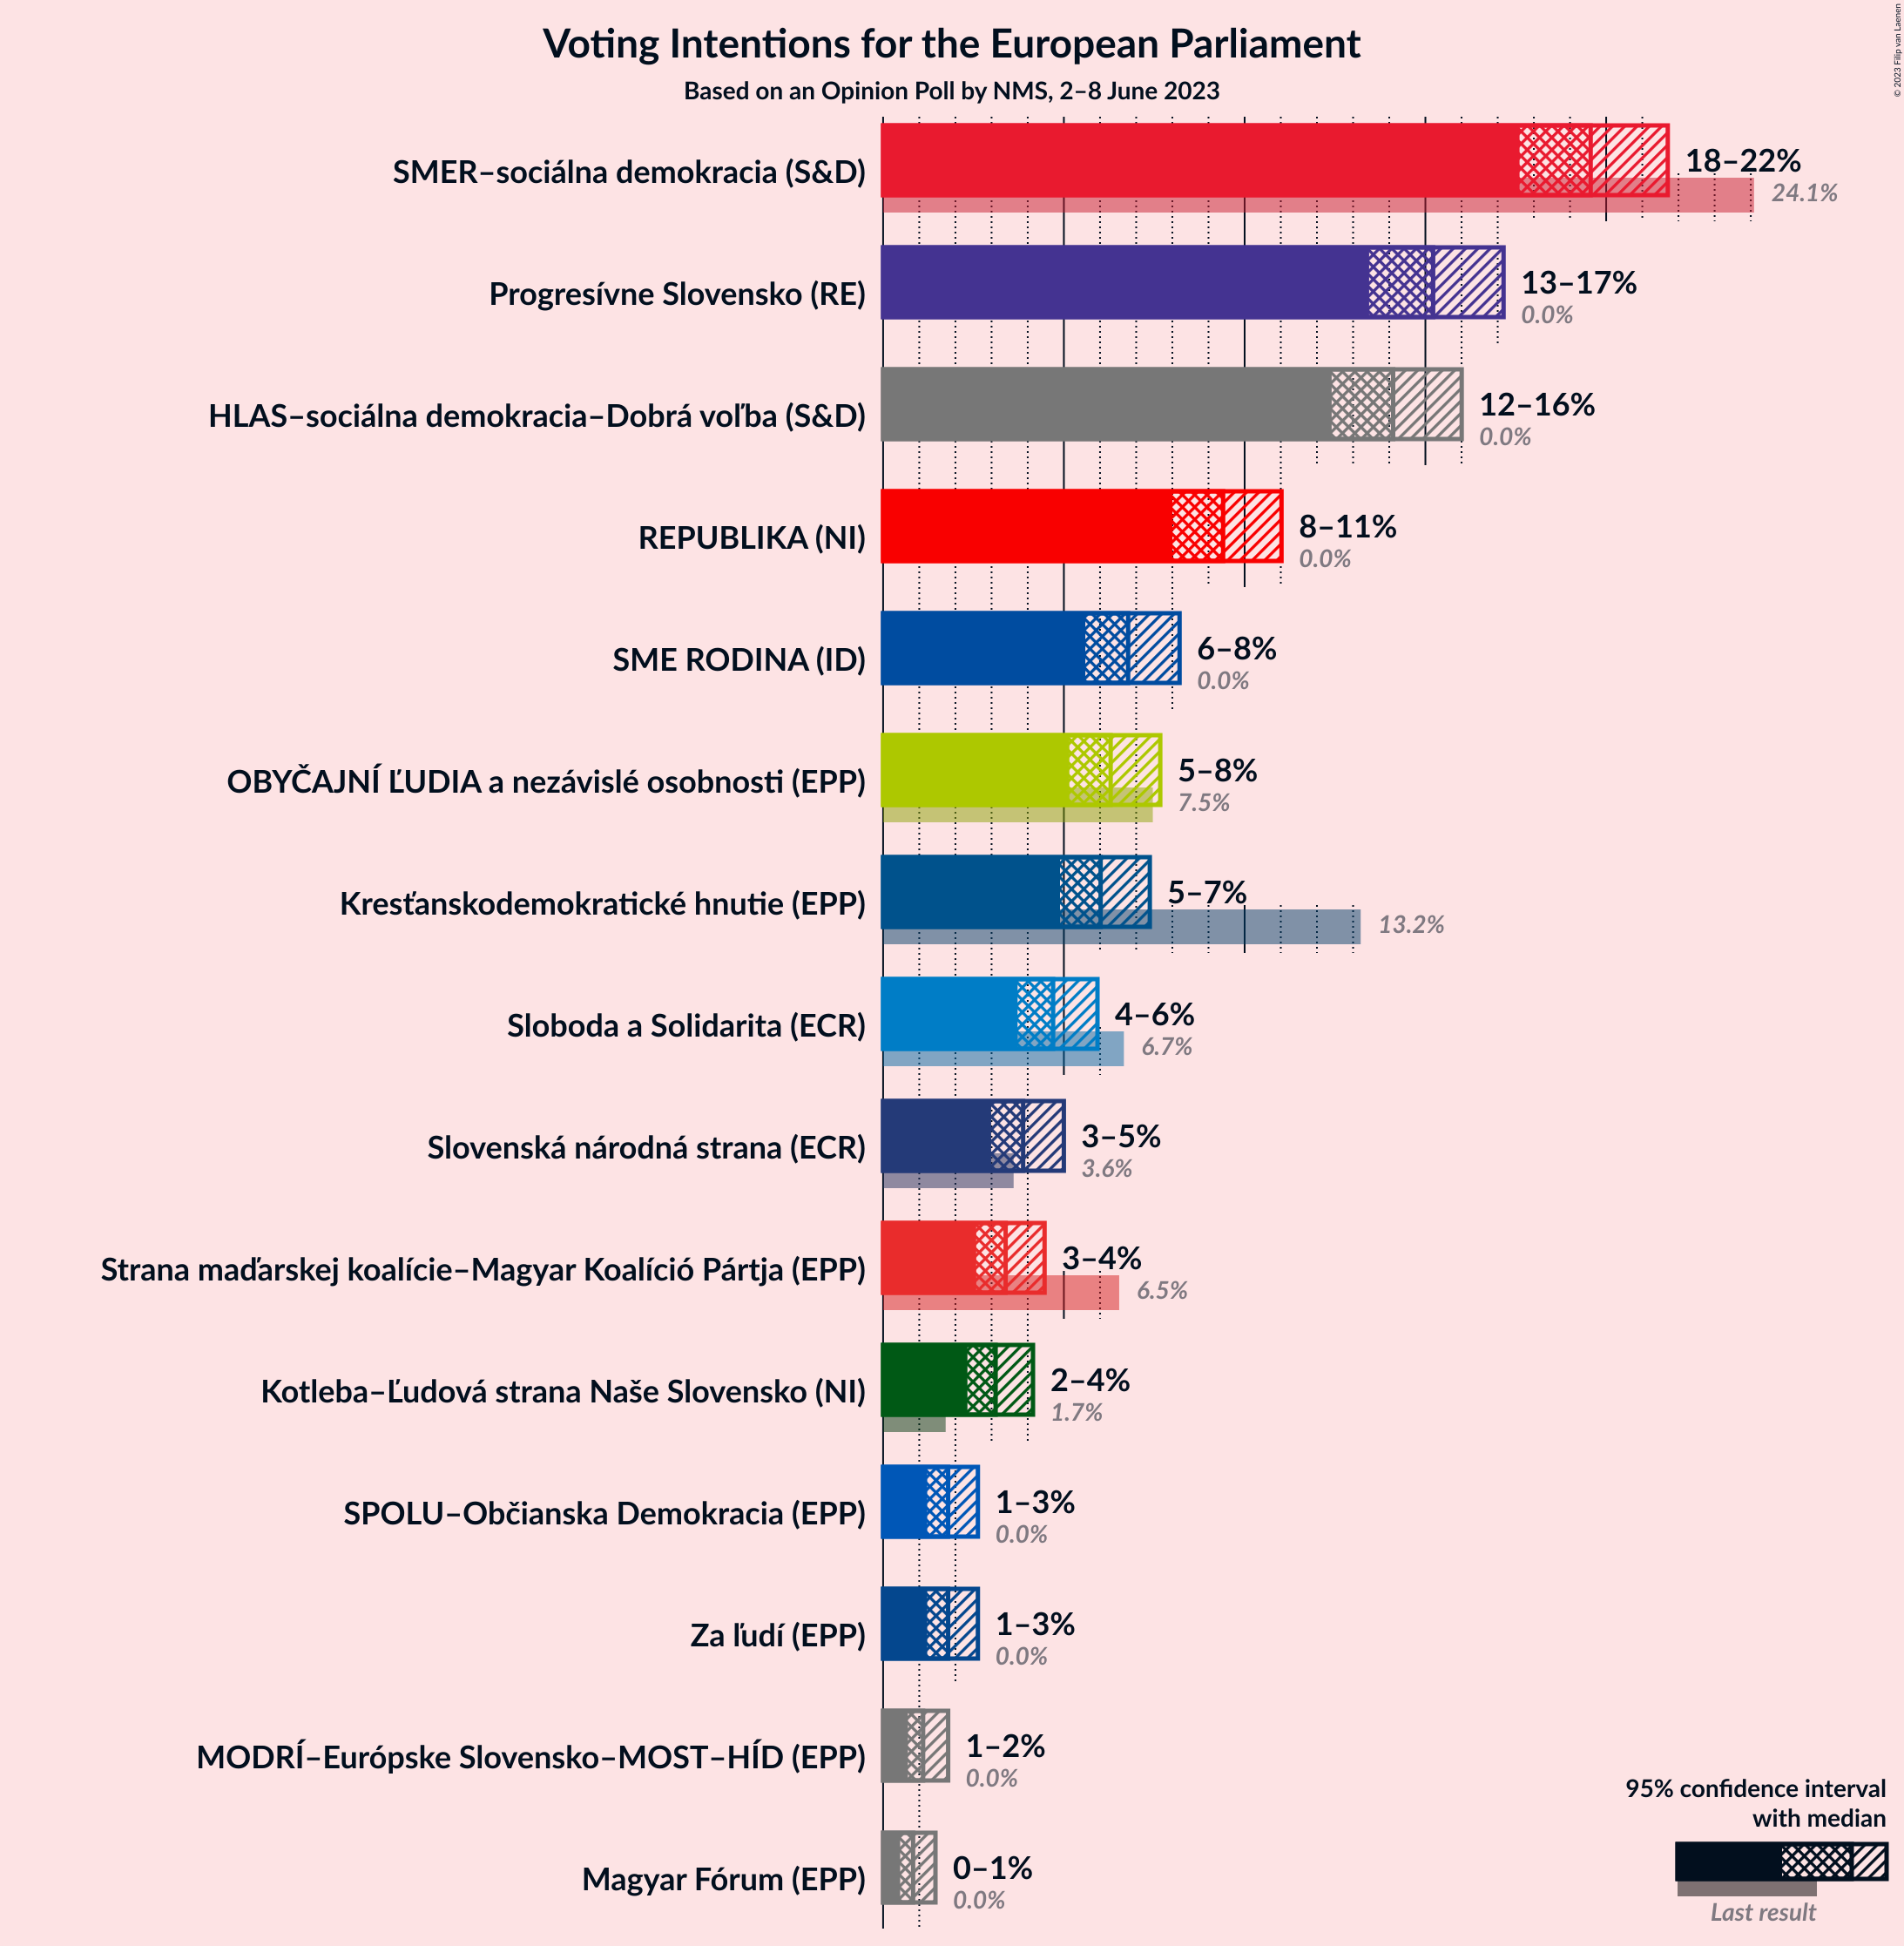 Voting Intentions for the European Parliament
Based on an Opinion Poll by NMS, 2–8 June 2023
© 2023 Filip van Laenen
SMER–sociálna demokracia (S&D)
18–22%
24.1%
Progresívne Slovensko (RE)
13–17%
0.0%
HLAS–sociálna demokracia–Dobrá voľba (S&D)
12–16%
0.0%
REPUBLIKA (NI)
8–11%
0.0%
SME RODINA (ID)
6–8%
0.0%
OBYČAJNÍ ĽUDIA a nezávislé osobnosti (EPP)
5–8%
7.5%
Kresťanskodemokratické hnutie (EPP)
5–7%
13.2%
Sloboda a Solidarita (ECR)
4–6%
6.7%
Slovenská národná strana (ECR)
3–5%
3.6%
Strana maďarskej koalície–Magyar Koalíció Pártja (EPP)
3–4%
6.5%
Kotleba–Ľudová strana Naše Slovensko (NI)
2–4%
1.7%
SPOLU–Občianska Demokracia (EPP)
1–3%
0.0%
Za ľudí (EPP)
1–3%
0.0%
MODRÍ–Európske Slovensko–MOST–HÍD (EPP)
1–2%
0.0%
Magyar Fórum (EPP)
0–1%
0.0%
95% confidence interval
with median
Last result